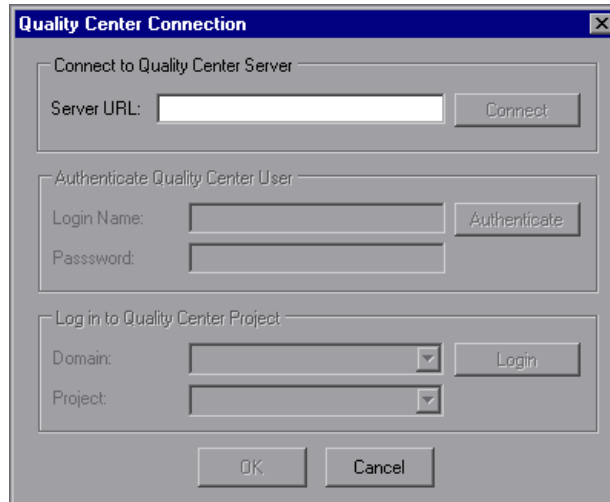 Quality Center Connection
Connect to Quality Center Server
Server URL: Connect
Authenticate Quality Center User
Login Name: Authenticate
Passsword:
Log in to Quality Center Project
Domain: Login
Project:
OK Cancel